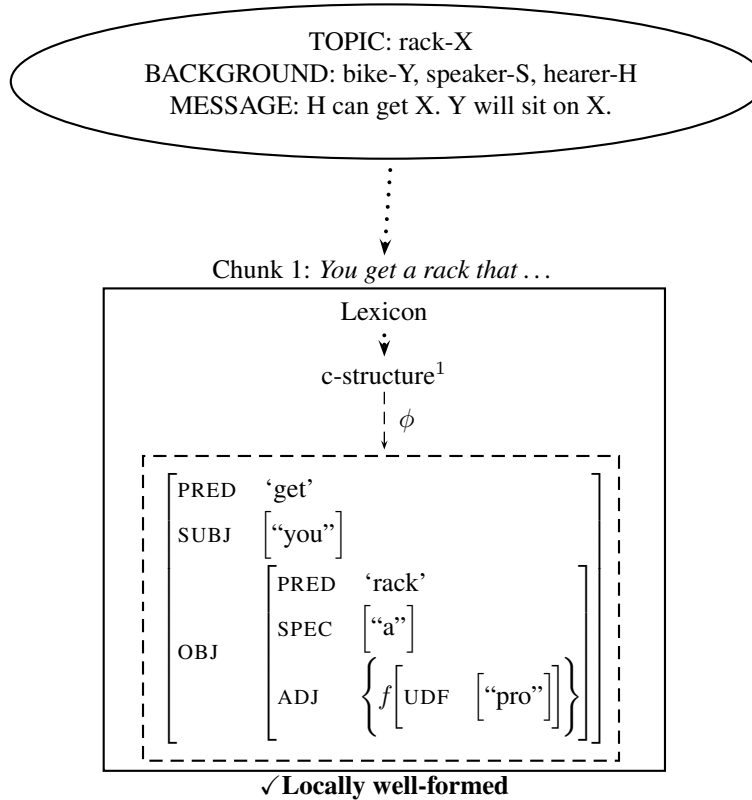 TOPIC: rack-X
BACKGROUND: bike-Y, speaker-S, hearer-H
MESSAGE: H can get X. Y will sit on X.
Chunk 1: You get a rack that . . .
Lexicon
c-structure¹
ϕ
PRED ‘get’
SUBJ [“you”]
OBJ
PRED ‘rack’
SPEC [“a”]
ADJ { f [UDF [“pro”]] }
✓Locally well-formed